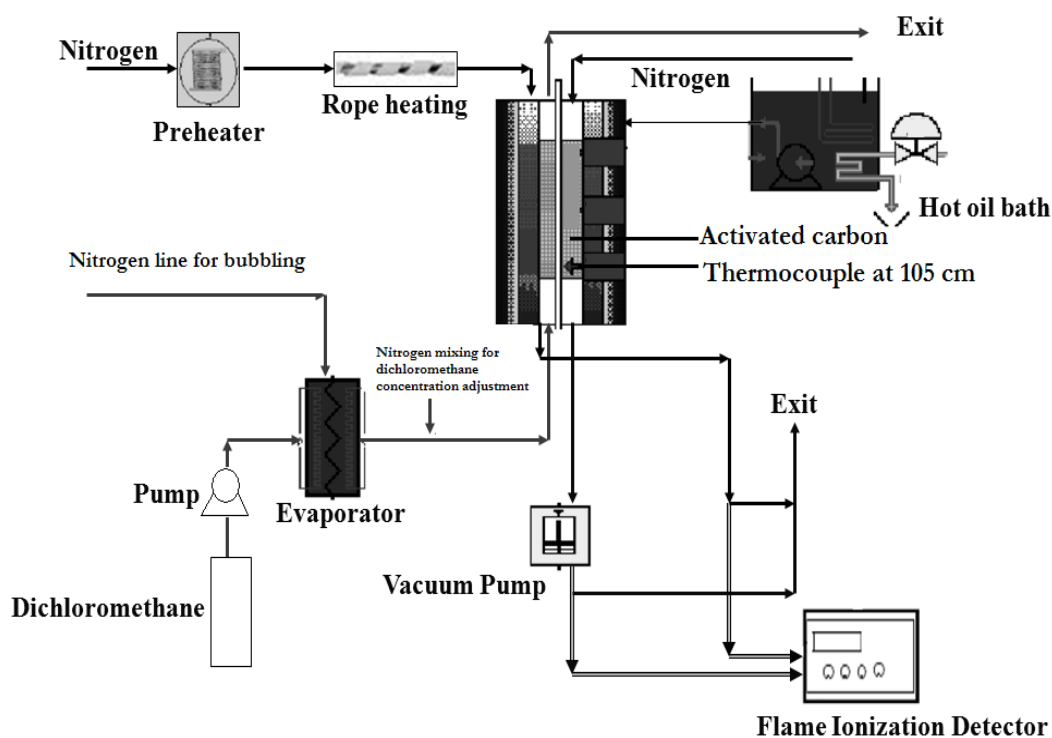 Nitrogen
Exit
Nitrogen
Rope heating
Preheater
Hot oil bath
Activated carbon
Thermocouple at 105 cm
Nitrogen line for bubbling
Nitrogen mixing for
dichloromethane
concentration adjustment
Exit
Pump
Evaporator
Vacuum Pump
Dichloromethane
Flame Ionization Detector